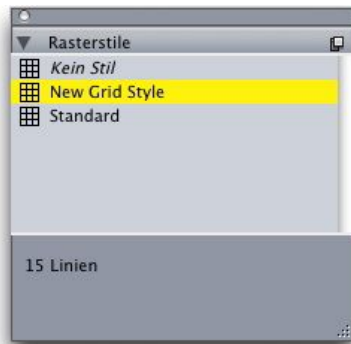 Rasterstile
Kein Stil
New Grid Style
Standard
15 Linien